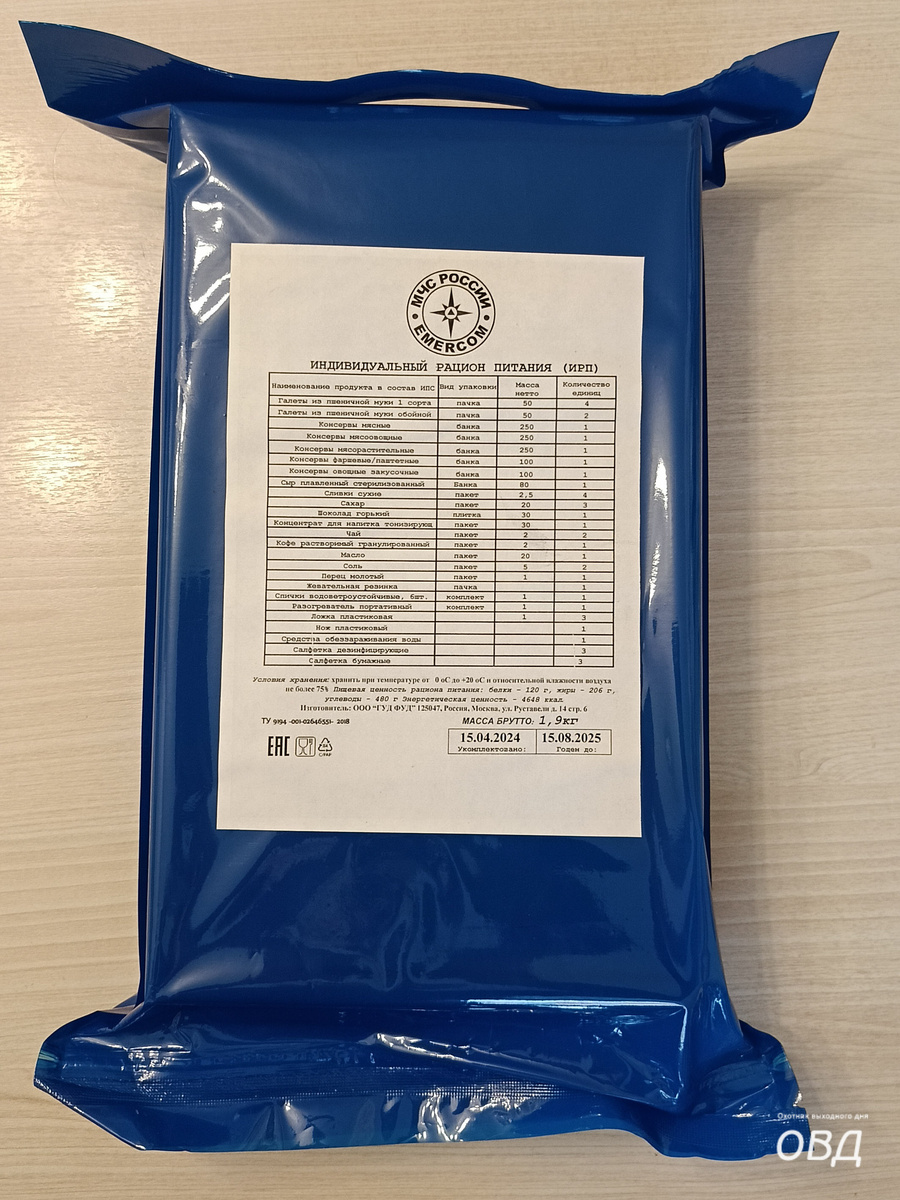 МЧС РОССИИ
EMERCOM
ИНДИВИДУАЛЬНЫЙ РАЦИОН ПИТАНИЯ (ИРП)
Наименование продукта в состав ИПС Вид упаковки Масса нетто Количество единиц
Галеты из пшеничной муки 1 сорта пачка 50 4
Галеты из пшеничной муки обойной пачка 50 2
Консервы мясные банка 250 1
Консервы мясоовощные банка 250 1
Консервы мясорастительные банка 250 1
Консервы фаршевые/паштетные банка 100 1
Консервы овощные закусочные банка 100 1
Сыр плавленный стерилизованный Банка 80 1
Сливки сухие пакет 2,5 4
Сахар пакет 20 3
Шоколад горький плитка 30 1
Концентрат для напитка тонизирующ пакет 30 1
Чай пакет 2 2
Кофе растворимый гранулированный пакет 2 1
Масло пакет 20 1
Соль пакет 5 2
Перец молотый пакет 1 1
Жевательная резинка пачка 1
Спички водоветроустойчивые, 6шт. комплект 1 1
Разогреватель портативный комплект 1 1
Ложка пластиковая 1 3
Нож пластиковый 1
Средства обеззараживания воды 1
Салфетка дезинфицирующие 3
Салфетка бумажные 3
Условия хранения: хранить при температуре от 0 оС до +20 оС и относительной влажности воздуха
не более 75% Пищевая ценность рациона питания: белки - 120 г, жиры - 206 г,
углеводы - 480 г Энергетическая ценность - 4648 ккал
Изготовитель: ООО "ГУД ФУД" 125047, Россия, Москва, ул. Руставели д. 14 стр. 6
ТУ 9194 -001-02646551- 2018 МАССА БРУТТО: 1,9кг
15.04.2024 15.08.2025
Укомплектовано: Годен до:
ЕАС
C/PAP
Охотник выходного дня
ОВД